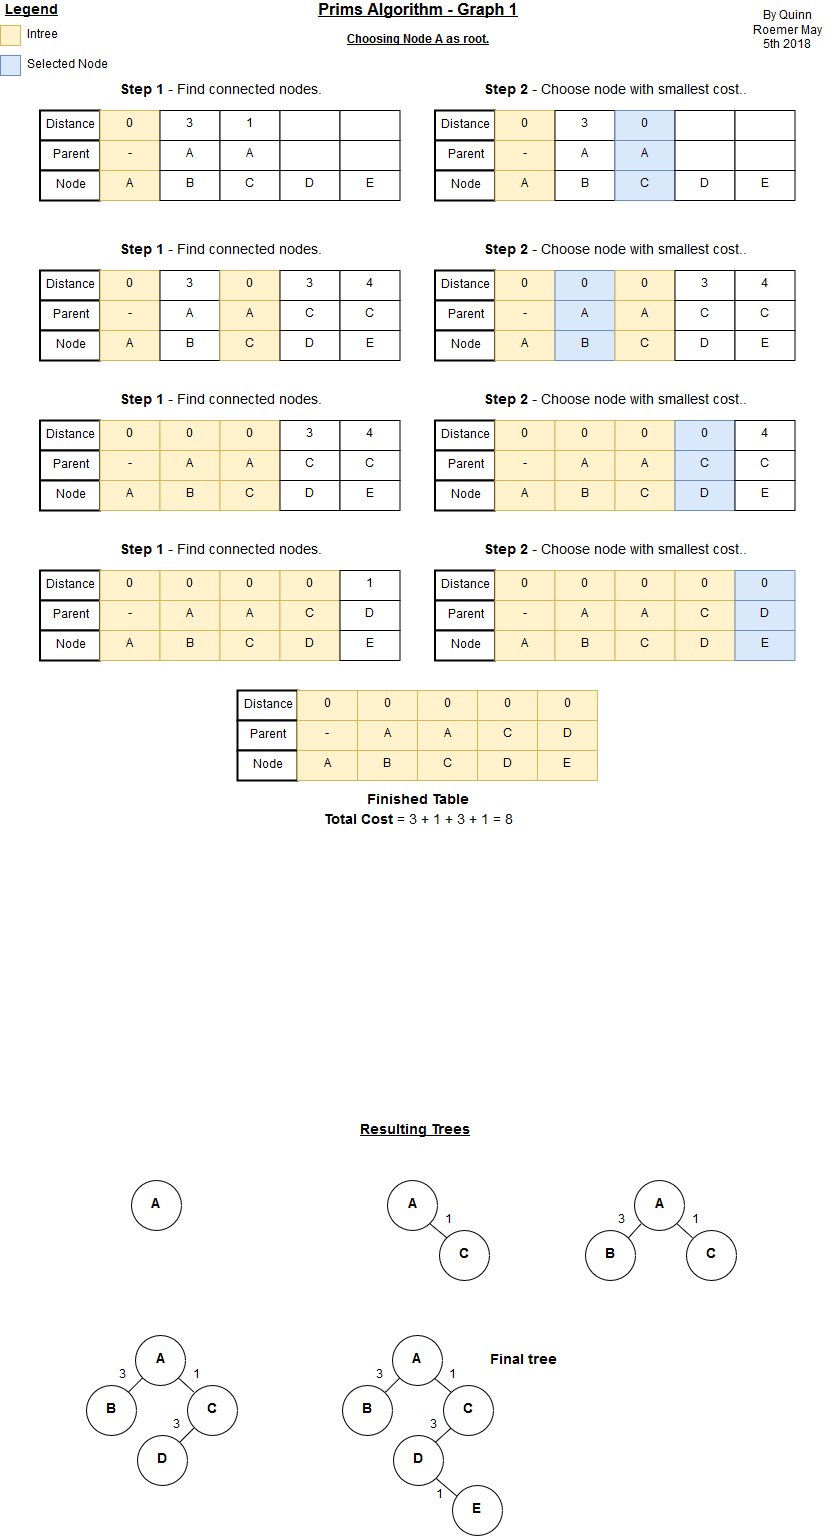 Legend
Prims Algorithm - Graph 1
By Quinn
Roemer May
5th 2018
Intree
Choosing Node A as root.
Selected Node
Step 1 - Find connected nodes.
Distance 0 3 1
Parent - A A
Node A B C D E
Step 2 - Choose node with smallest cost..
Distance 0 3 0
Parent - A A
Node A B C D E
Step 1 - Find connected nodes.
Distance 0 3 0 3 4
Parent - A A C C
Node A B C D E
Step 2 - Choose node with smallest cost..
Distance 0 0 0 3 4
Parent - A A C C
Node A B C D E
Step 1 - Find connected nodes.
Distance 0 0 0 3 4
Parent - A A C C
Node A B C D E
Step 2 - Choose node with smallest cost..
Distance 0 0 0 0 4
Parent - A A C C
Node A B C D E
Step 1 - Find connected nodes.
Distance 0 0 0 0 1
Parent - A A C D
Node A B C D E
Step 2 - Choose node with smallest cost..
Distance 0 0 0 0 0
Parent - A A C D
Node A B C D E
Distance 0 0 0 0 0
Parent - A A C D
Node A B C D E
Finished Table
Total Cost = 3 + 1 + 3 + 1 = 8
Resulting Trees
A
A
1
C
A
3 1
B C
A
3 1
B C
3
D
A
Final tree
3 1
B C
3
D
1
E